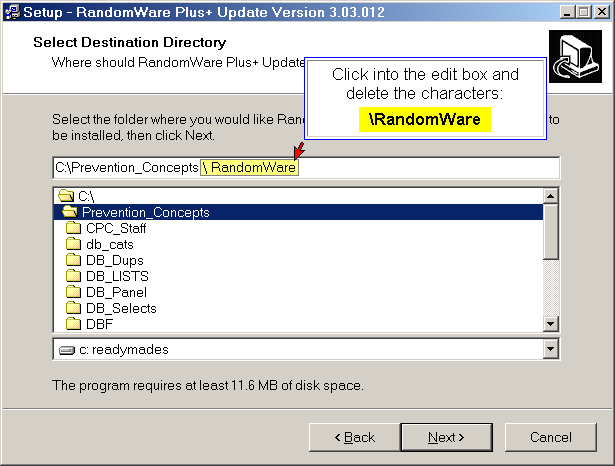 Setup - RandomWare Plus+ Update Version 3.03.012
Select Destination Directory
Where should RandomWare Plus+ Update
Click into the edit box and
delete the characters:
\RandomWare
Select the folder where you would like Ran
to
be installed, then click Next.
C:\Prevention_Concepts \ RandomWare
C:\
Prevention_Concepts
CPC_Staff
db_cats
DB_Dups
DB_LISTS
DB_Panel
DB_Selects
DBF
c: readymades
The program requires at least 11.6 MB of disk space.
< Back
Next >
Cancel